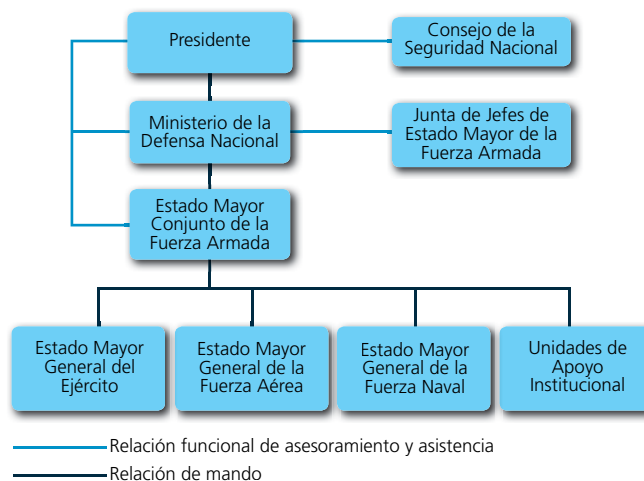 Presidente
Consejo de la
Seguridad Nacional
Ministerio de la
Defensa Nacional
Junta de Jefes de
Estado Mayor de la
Fuerza Armada
Estado Mayor
Conjunto de la
Fuerza Armada
Estado Mayor
General del
Ejército
Estado Mayor
General de la
Fuerza Aérea
Estado Mayor
General de la
Fuerza Naval
Unidades de
Apoyo
Institucional
Relación funcional de asesoramiento y asistencia
Relación de mando